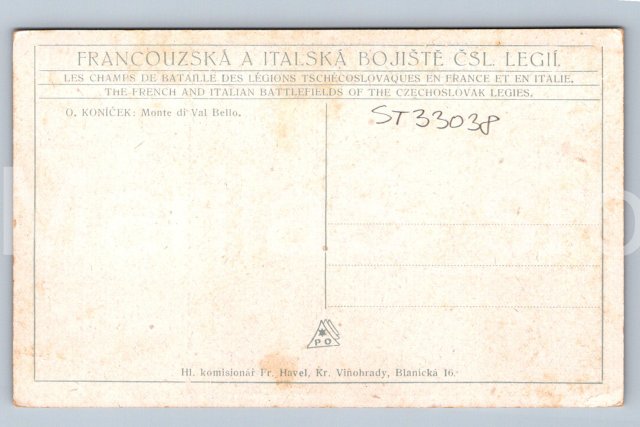 FRANCOUZSKÁ A ITALSKÁ BOJIŠTĚ ČSL. LEGIÍ.
LES CHAMPS DE BATAILLE DES LÉGIONS TSCHÉCOSLOVAQUES EN FRANCE ET EN ITALIE.
THE FRENCH AND ITALIAN BATTLEFIELDS OF THE CZECHOSLOVAK LEGIES.
O. KONÍČEK: Monte di Val Bello.
ST33038
PO
Hl. komisionář Fr. Havel, Kr. Vinohrady, Blanická 16.